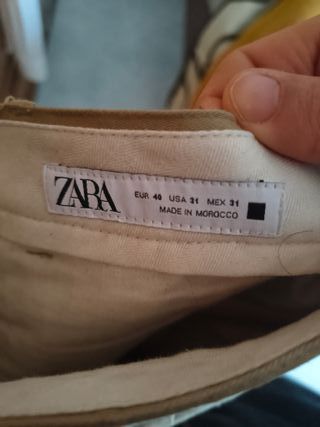 ZARA
EUR 40 USA 31 MEX 31
MADE IN MOROCCO